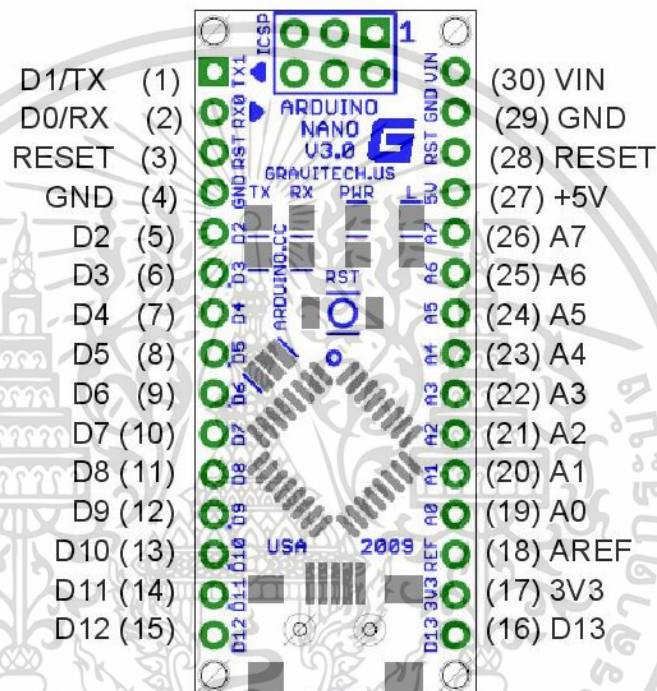 D1/TX (1)
D0/RX (2)
RESET (3)
GND (4)
D2 (5)
D3 (6)
D4 (7)
D5 (8)
D6 (9)
D7 (10)
D8 (11)
D9 (12)
D10 (13)
D11 (14)
D12 (15)
TX1
RX0
RST
GND
D2
D3
D4
D5
D6
D7
D8
D9
D10
D11
D12
ICSP
1
ARDUINO
NANO
V3.0
G
GRAVITECH.US
TX RX PWR L
ARDUINO.CC
RST
USA 2009
VIN
GND
RST
5V
A7
A6
A5
A4
A3
A2
A1
A0
REF
3V3
D13
(30) VIN
(29) GND
(28) RESET
(27) +5V
(26) A7
(25) A6
(24) A5
(23) A4
(22) A3
(21) A2
(20) A1
(19) A0
(18) AREF
(17) 3V3
(16) D13